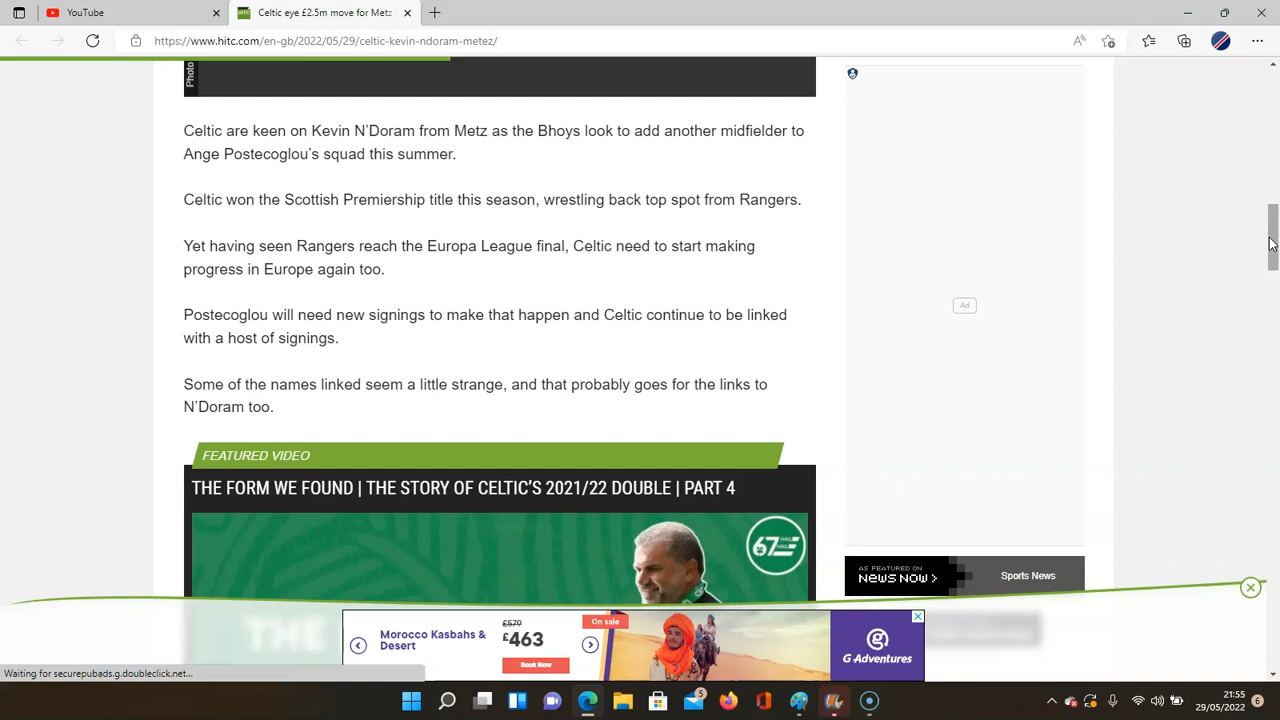 YouTube
Celtic eye £2.5m move for Metz
https://www.hitc.com/en-gb/2022/05/29/celtic-kevin-ndoram-metez/
Photo
Celtic are keen on Kevin N’Doram from Metz as the Bhoys look to add another midfielder to
Ange Postecoglou’s squad this summer.
Celtic won the Scottish Premiership title this season, wrestling back top spot from Rangers.
Yet having seen Rangers reach the Europa League final, Celtic need to start making
progress in Europe again too.
Postecoglou will need new signings to make that happen and Celtic continue to be linked
with a host of signings.
Some of the names linked seem a little strange, and that probably goes for the links to
N’Doram too.
Ad
FEATURED VIDEO
THE FORM WE FOUND | THE STORY OF CELTIC’S 2021/22 DOUBLE | PART 4
67
HAIL HAIL
AS FEATURED ON
NEWS NOW >
Sports News
THE
Morocco Kasbahs &
Desert
£579
£463
Book Now
On sale
G Adventures
Waiting for securepubads.g.doubleclick.net...
5
21:55
29/05/2022
6